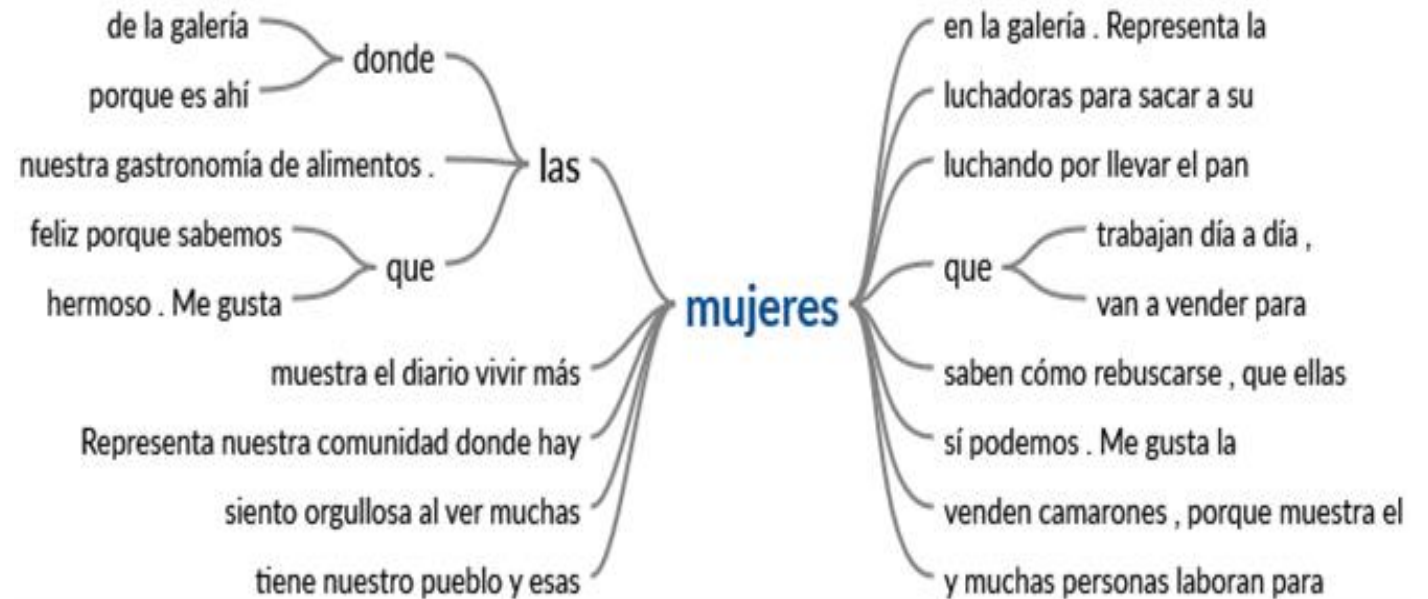 de la galería
porque es ahí
donde
nuestra gastronomía de alimentos .
las
feliz porque sabemos
hermoso . Me gusta
que
muestra el diario vivir más
Representa nuestra comunidad donde hay
siento orgullosa al ver muchas
tiene nuestro pueblo y esas
mujeres
en la galería . Representa la
luchadoras para sacar a su
luchando por llevar el pan
que
trabajan día a día ,
van a vender para
saben cómo rebuscarse , que ellas
sí podemos . Me gusta la
venden camarones , porque muestra el
y muchas personas laboran para